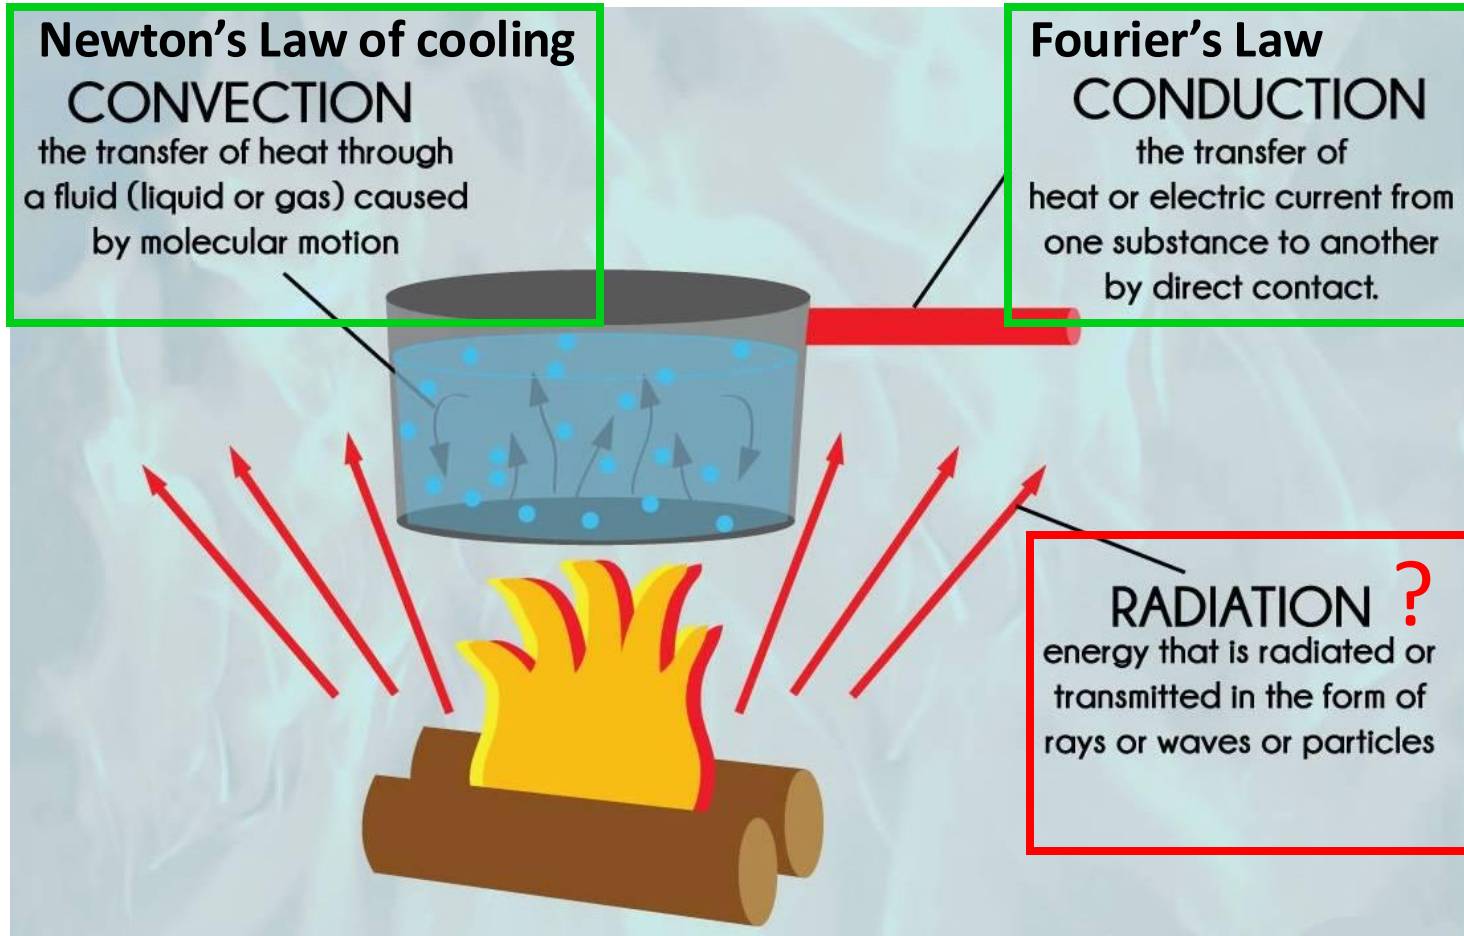 Newton’s Law of cooling
CONVECTION
the transfer of heat through
a fluid (liquid or gas) caused
by molecular motion
Fourier’s Law
CONDUCTION
the transfer of
heat or electric current from
one substance to another
by direct contact.
RADIATION ?
energy that is radiated or
transmitted in the form of
rays or waves or particles